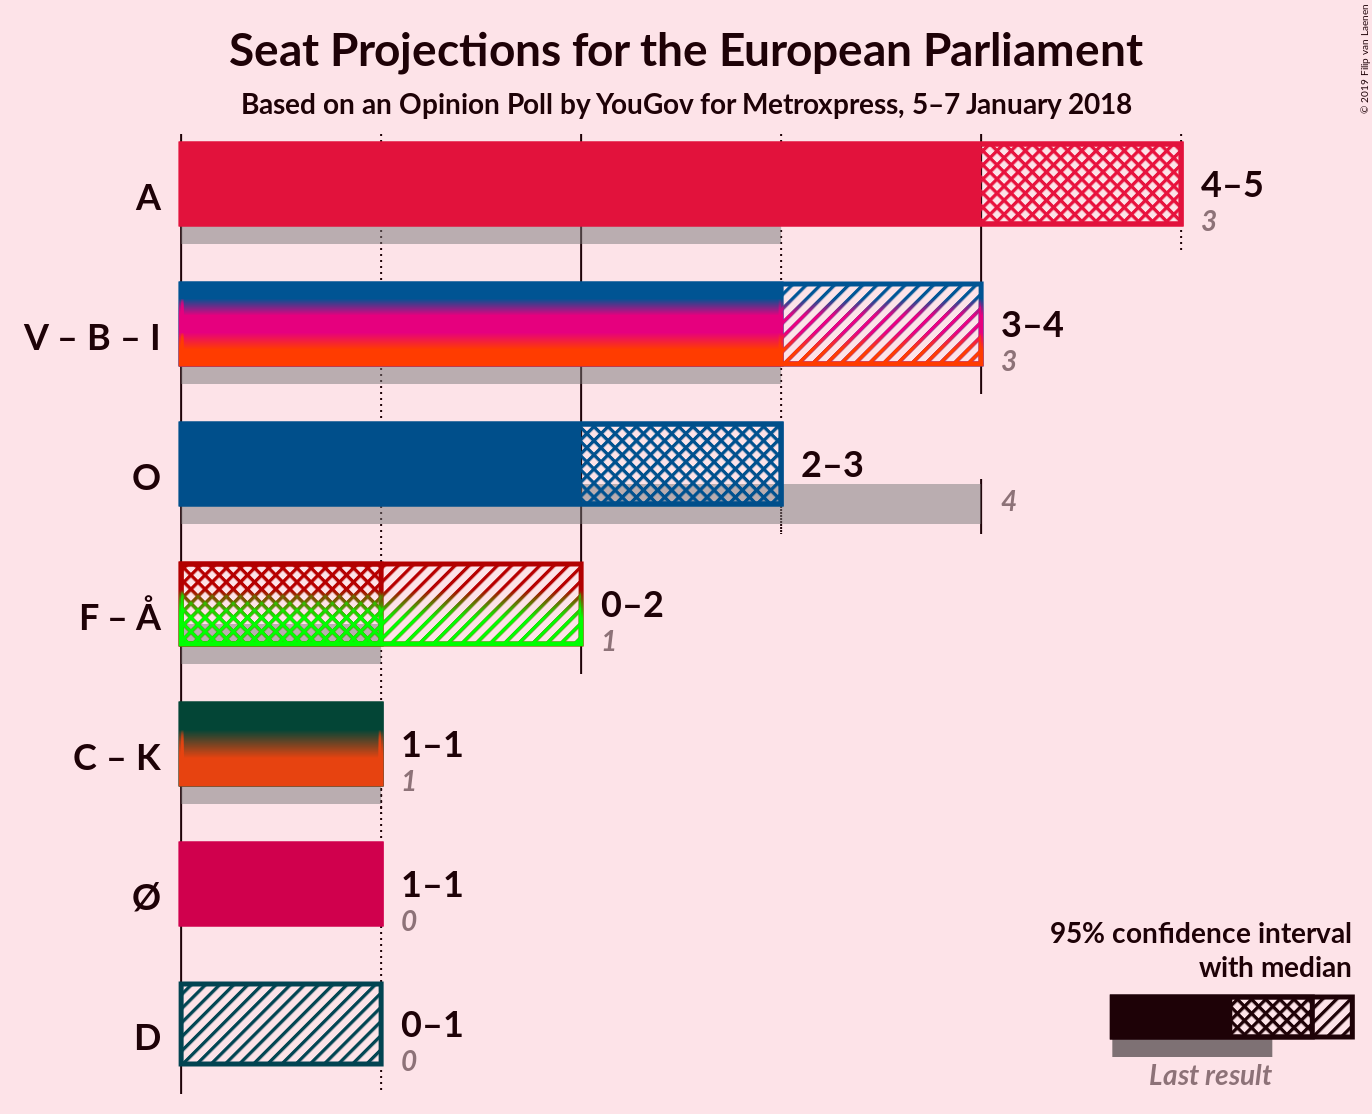 Seat Projections for the European Parliament
Based on an Opinion Poll by YouGov for Metroxpress, 5–7 January 2018
© 2019 Filip van Laenen
A
4–5
3
V – B – I
3–4
3
O
2–3
4
F – Å
0–2
1
C – K
1–1
1
Ø
1–1
0
D
0–1
0
95% confidence interval
with median
Last result